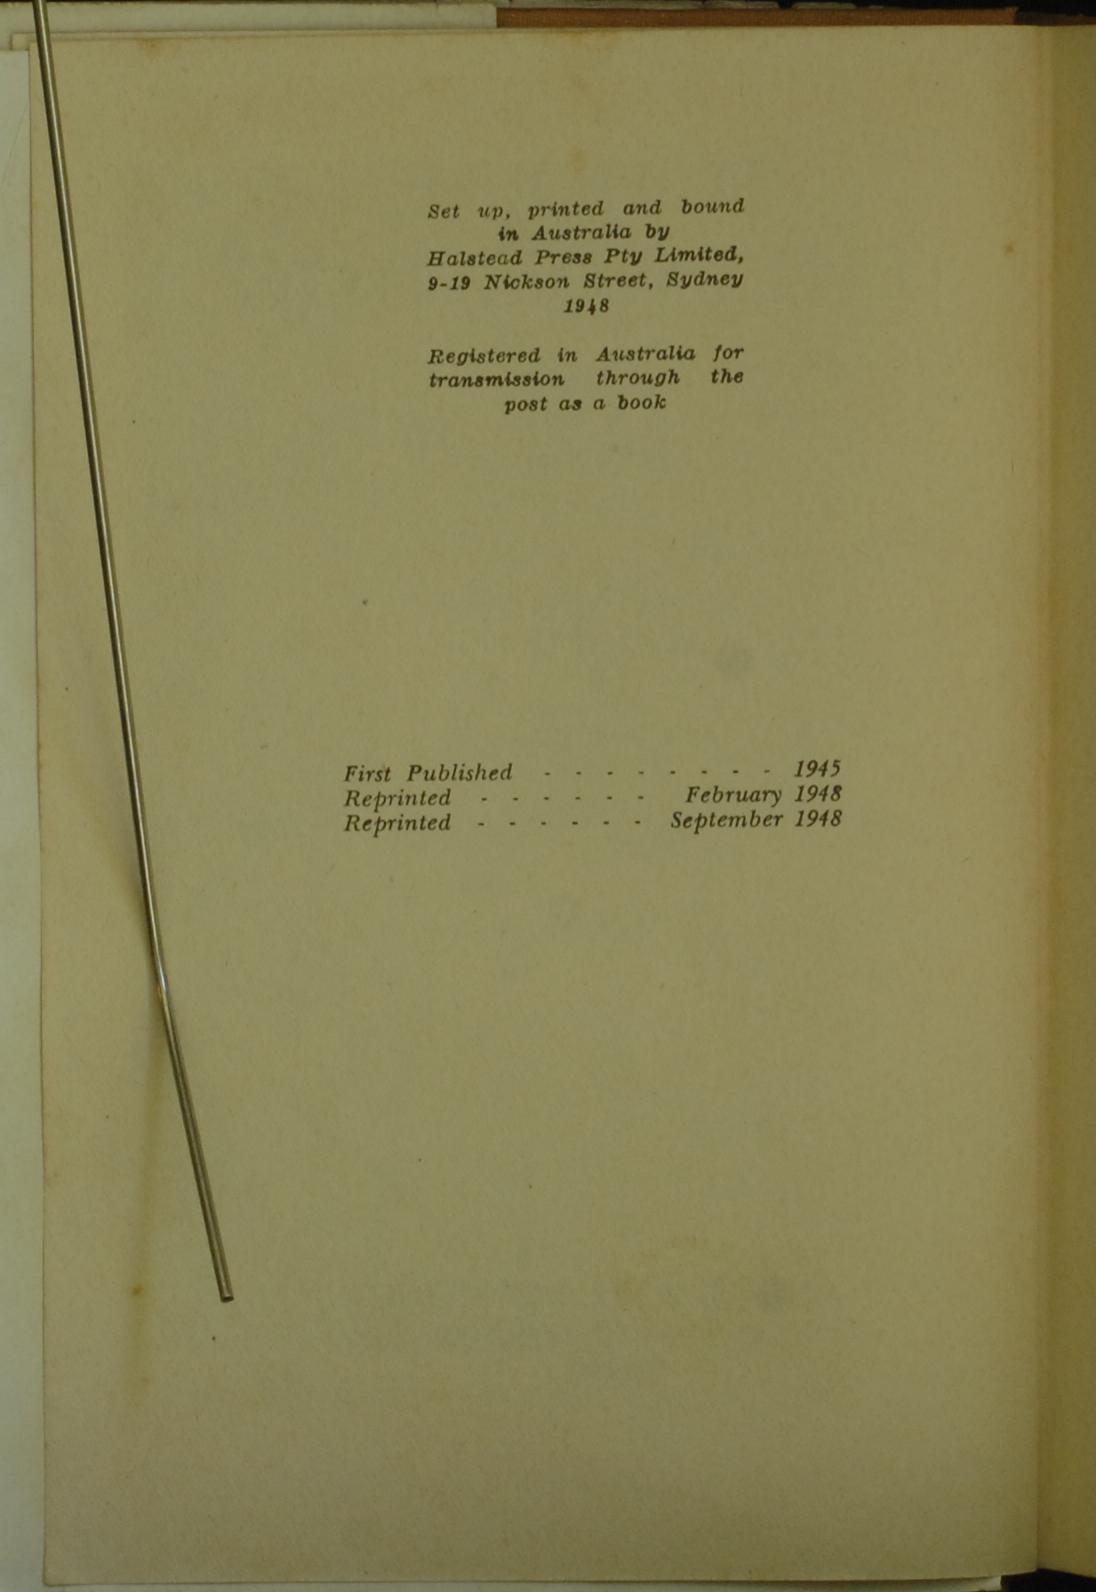 Set up, printed and bound
in Australia by
Halstead Press Pty Limited,
9-19 Nickson Street, Sydney
1948
Registered in Australia for
transmission through the
post as a book
First Published - - - - - - - - 1945
Reprinted - - - - - - February 1948
Reprinted - - - - - - September 1948